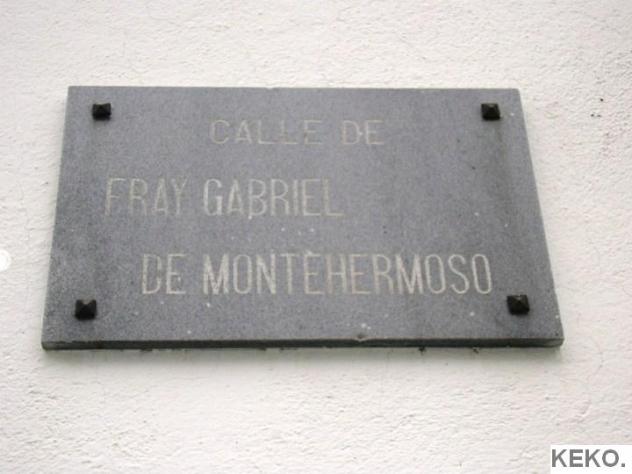 CALLE DE
FRAY GABRIEL
DE MONTEHERMOSO
KEKO.